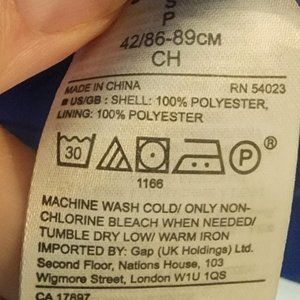 S
P
42/86-89CM
CH
MADE IN CHINA RN 54023
■ US/GB : SHELL: 100% POLYESTER,
LINING: 100% POLYESTER
30 P ®
1166
MACHINE WASH COLD/ ONLY NON-
CHLORINE BLEACH WHEN NEEDED/
TUMBLE DRY LOW/ WARM IRON
IMPORTED BY: Gap (UK Holdings) Ltd.
Second Floor, Nations House, 103
Wigmore Street, London W1U 1QS
CA 17897